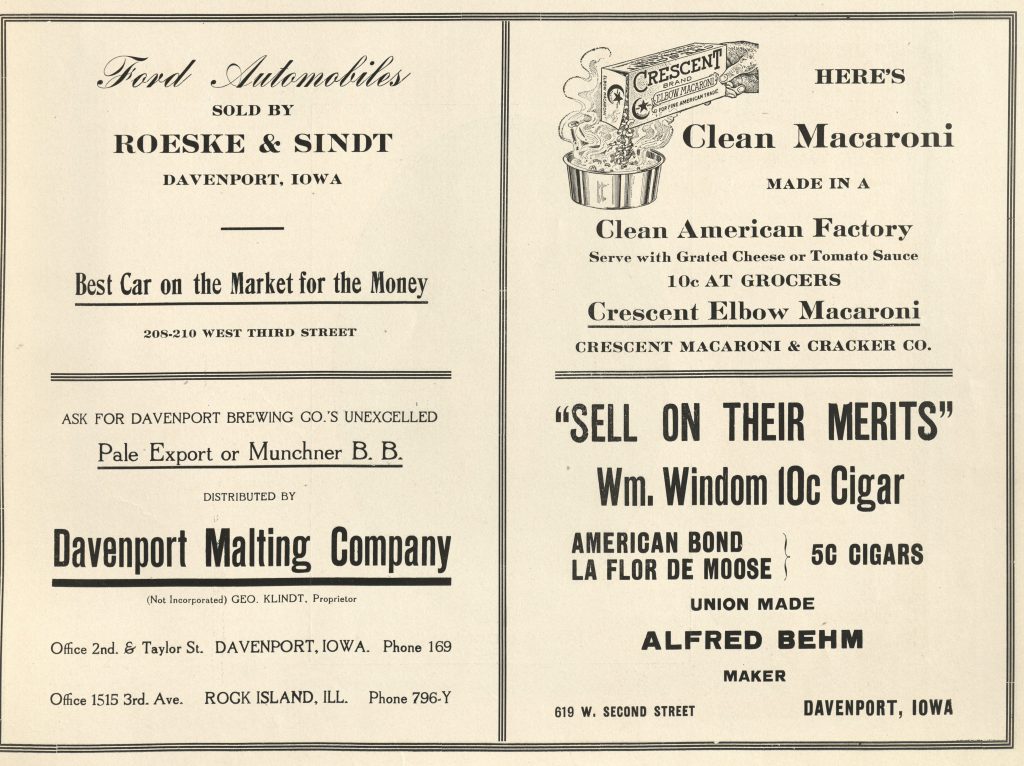 Ford Automobiles
SOLD BY
ROESKE & SINDT
DAVENPORT, IOWA
Best Car on the Market for the Money
208-210 WEST THIRD STREET
ASK FOR DAVENPORT BREWING CO.'S UNEXCELLED
Pale Export or Munchner B. B.
DISTRIBUTED BY
Davenport Malting Company
(Not Incorporated) GEO. KLINDT, Proprietor
Office 2nd. & Taylor St. DAVENPORT, IOWA. Phone 169
Office 1515 3rd. Ave. ROCK ISLAND, ILL. Phone 796-Y
CRESCENT
BRAND
ELBOW MACARONI
FOR FINE AMERICAN TRADE
HERE'S
Clean Macaroni
MADE IN A
Clean American Factory
Serve with Grated Cheese or Tomato Sauce
10c AT GROCERS
Crescent Elbow Macaroni
CRESCENT MACARONI & CRACKER CO.
"SELL ON THEIR MERITS"
Wm. Windom 10c Cigar
AMERICAN BOND
LA FLOR DE MOOSE } 5C CIGARS
UNION MADE
ALFRED BEHM
MAKER
619 W. SECOND STREET DAVENPORT, IOWA